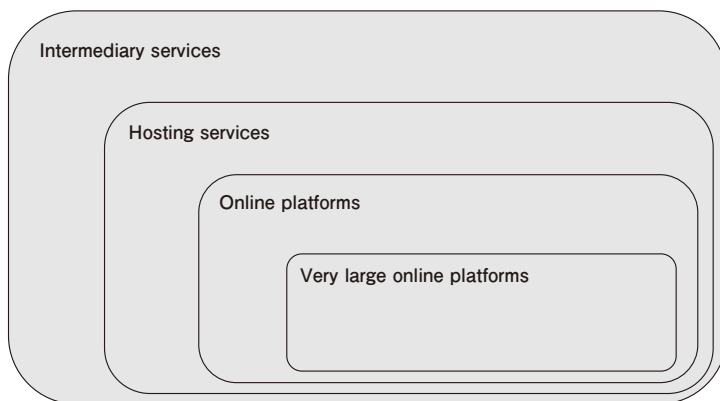 Intermediary services
Hosting services
Online platforms
Very large online platforms